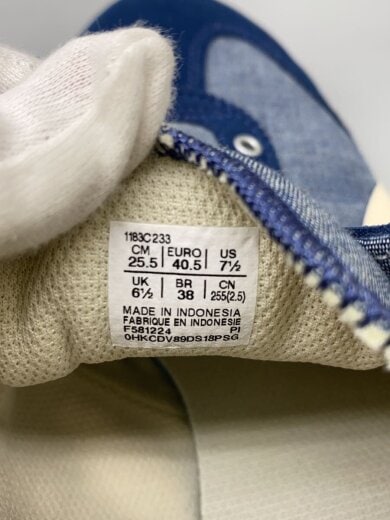 1183C233
CM EURO US
25.5 40.5 7½
UK BR CN
6½ 38 255(2.5)
MADE IN INDONESIA
FABRIQUE EN INDONESIE
F581224 PI
0HKCDV89DS18PSG